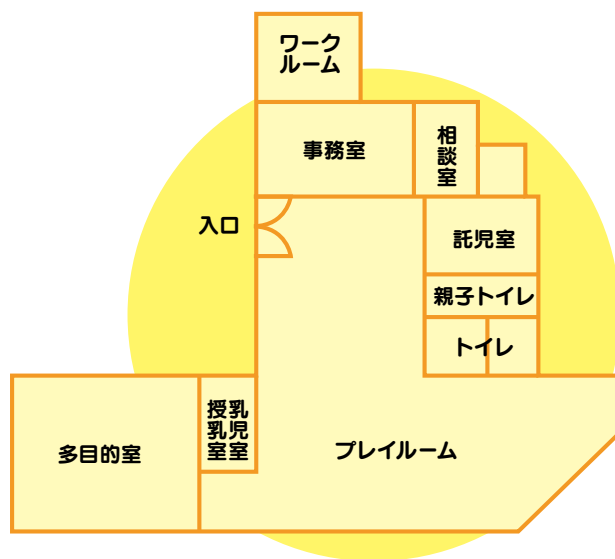 ワーク
ルーム
事務室
相談室
入口
託児室
親子トイレ
トイレ
乳児室
授乳室
多目的室
プレイルーム